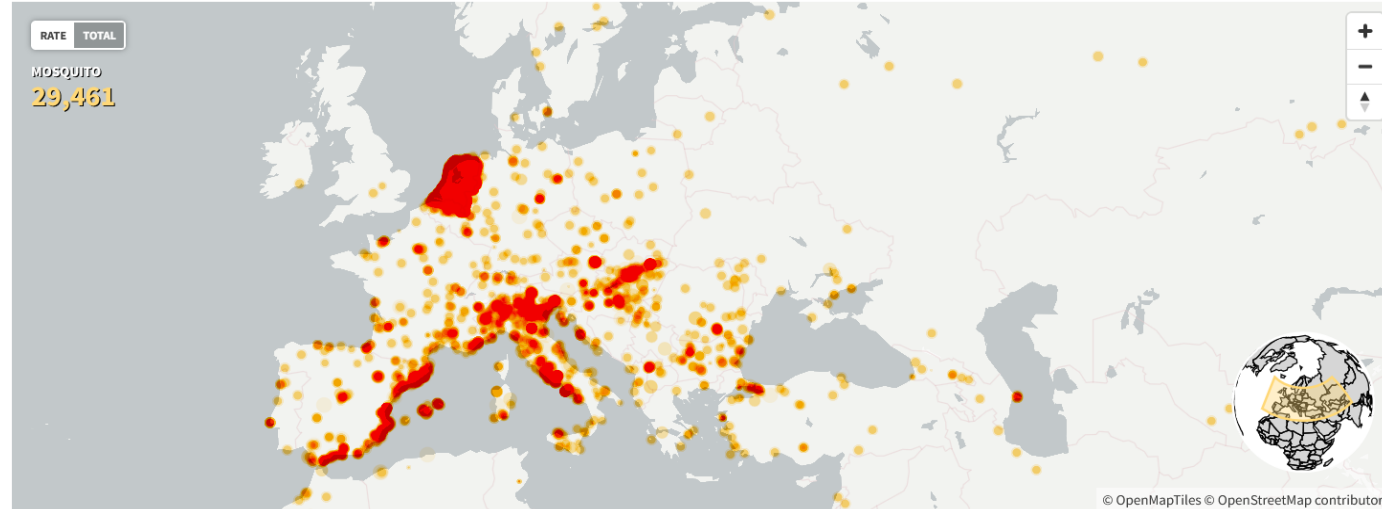 RATE TOTAL
MOSQUITO
29,461
+
−
© OpenMapTiles © OpenStreetMap contributor